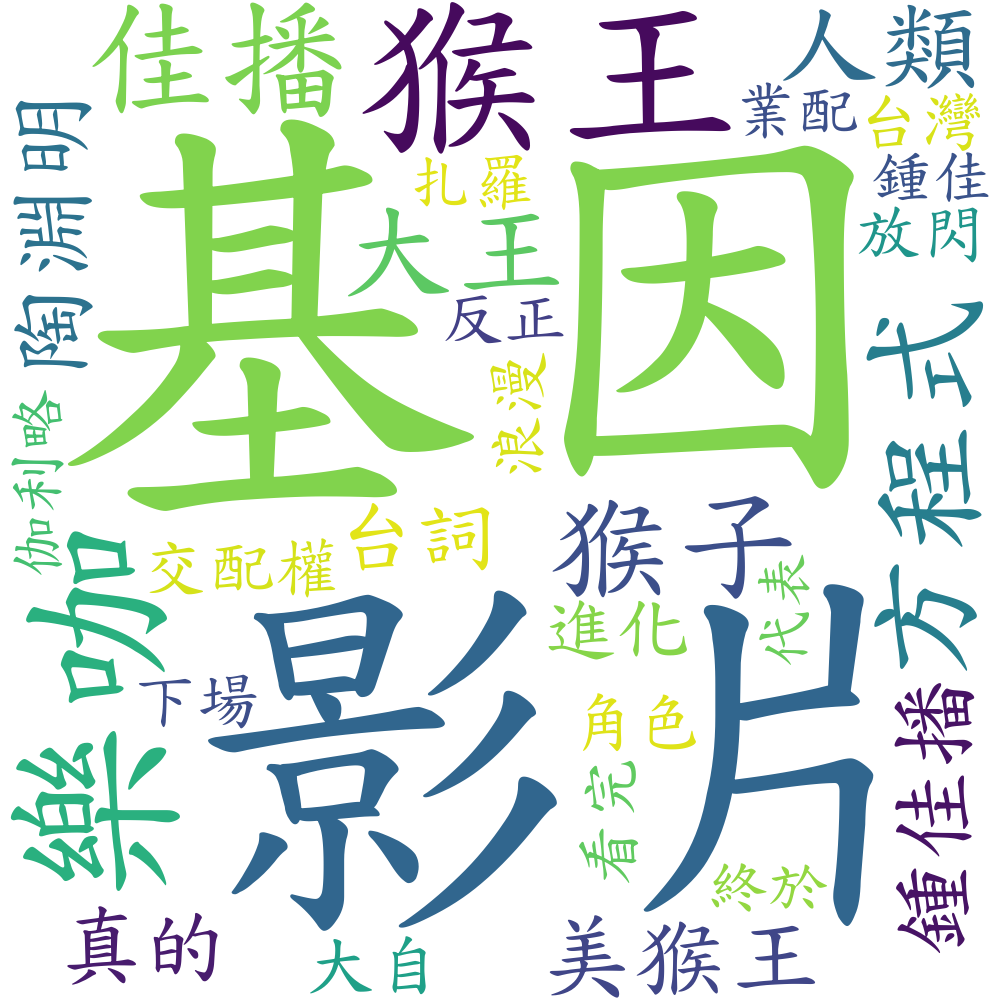 佳播
猴王
人類
業配
台灣
鍾佳
放閃
陶淵明
基因
扎羅
大王
反正
浪漫
方程式
伽利略
樂咖
交配權
台詞
猴子
代表
進化
影片
下場
角色
看完
鍾佳播
終於
真的
大自
美猴王